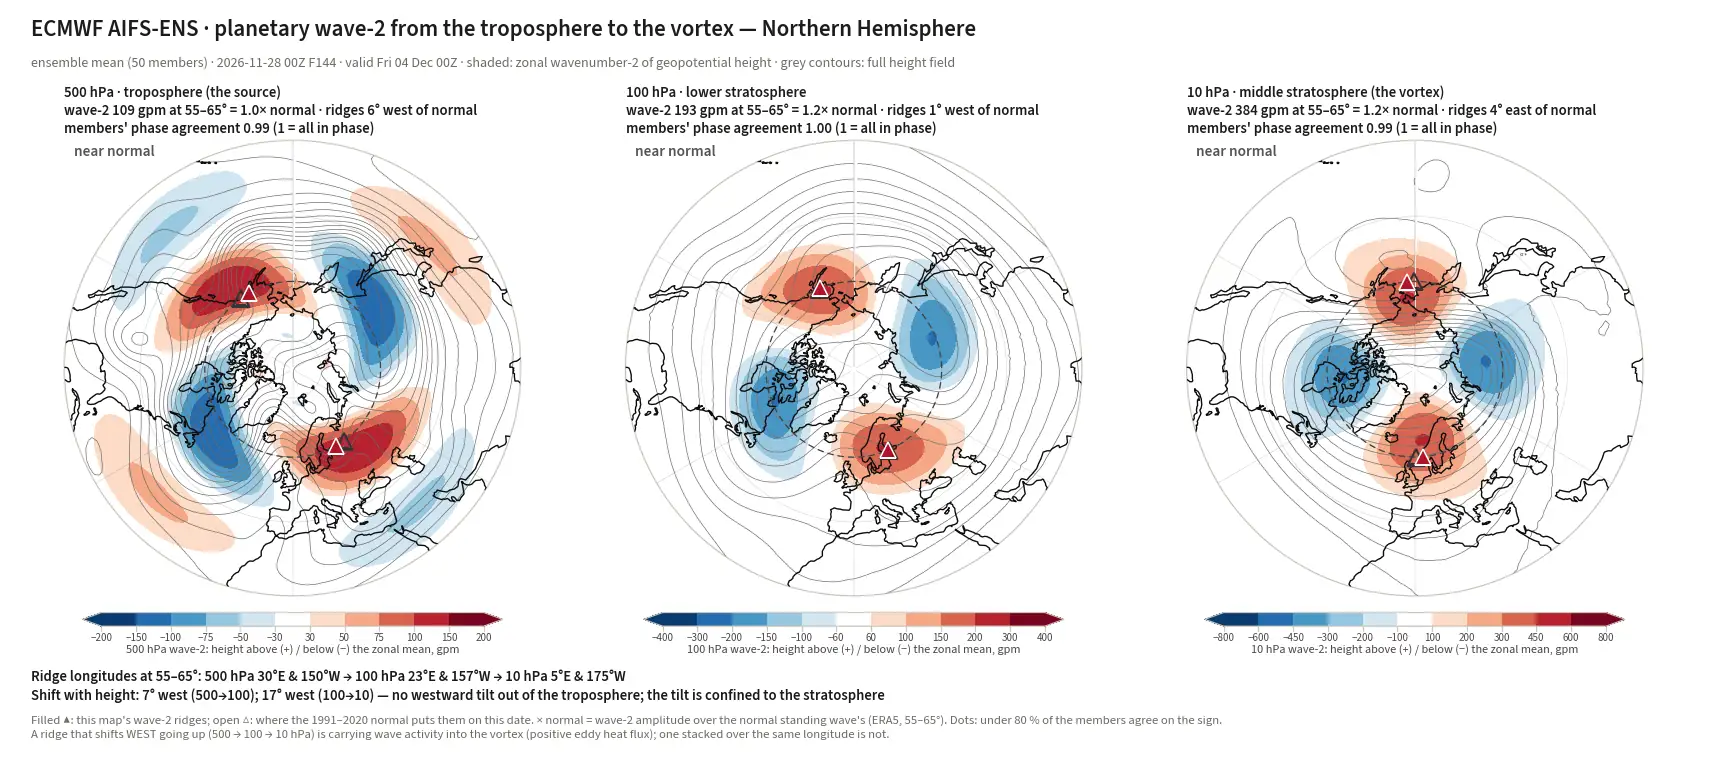 ECMWF AIFS-ENS · planetary wave-2 from the troposphere to the vortex — Northern Hemisphere
ensemble mean (50 members) · 2026-11-28 00Z F144 · valid Fri 04 Dec 00Z · shaded: zonal wavenumber-2 of geopotential height · grey contours: full height field
500 hPa · troposphere (the source)
wave-2 109 gpm at 55–65° = 1.0× normal · ridges 6° west of normal
members' phase agreement 0.99 (1 = all in phase)
near normal
100 hPa · lower stratosphere
wave-2 193 gpm at 55–65° = 1.2× normal · ridges 1° west of normal
members' phase agreement 1.00 (1 = all in phase)
near normal
10 hPa · middle stratosphere (the vortex)
wave-2 384 gpm at 55–65° = 1.2× normal · ridges 4° east of normal
members' phase agreement 0.99 (1 = all in phase)
near normal
−200 −150 −100 −75 −50 −30 30 50 75 100 150 200
500 hPa wave-2: height above (+) / below (−) the zonal mean, gpm
−400 −300 −200 −150 −100 −60 60 100 150 200 300 400
100 hPa wave-2: height above (+) / below (−) the zonal mean, gpm
−800 −600 −450 −300 −200 −100 100 200 300 450 600 800
10 hPa wave-2: height above (+) / below (−) the zonal mean, gpm
Ridge longitudes at 55–65°: 500 hPa 30°E & 150°W → 100 hPa 23°E & 157°W → 10 hPa 5°E & 175°W
Shift with height: 7° west (500→100); 17° west (100→10) — no westward tilt out of the troposphere; the tilt is confined to the stratosphere
Filled ▲: this map's wave-2 ridges; open △: where the 1991–2020 normal puts them on this date. × normal = wave-2 amplitude over the normal standing wave's (ERA5, 55–65°). Dots: under 80 % of the members agree on the sign.
A ridge that shifts WEST going up (500 → 100 → 10 hPa) is carrying wave activity into the vortex (positive eddy heat flux); one stacked over the same longitude is not.